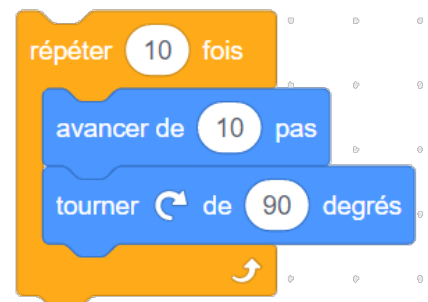 répéter 10 fois
avancer de 10 pas
tourner de 90 degrés